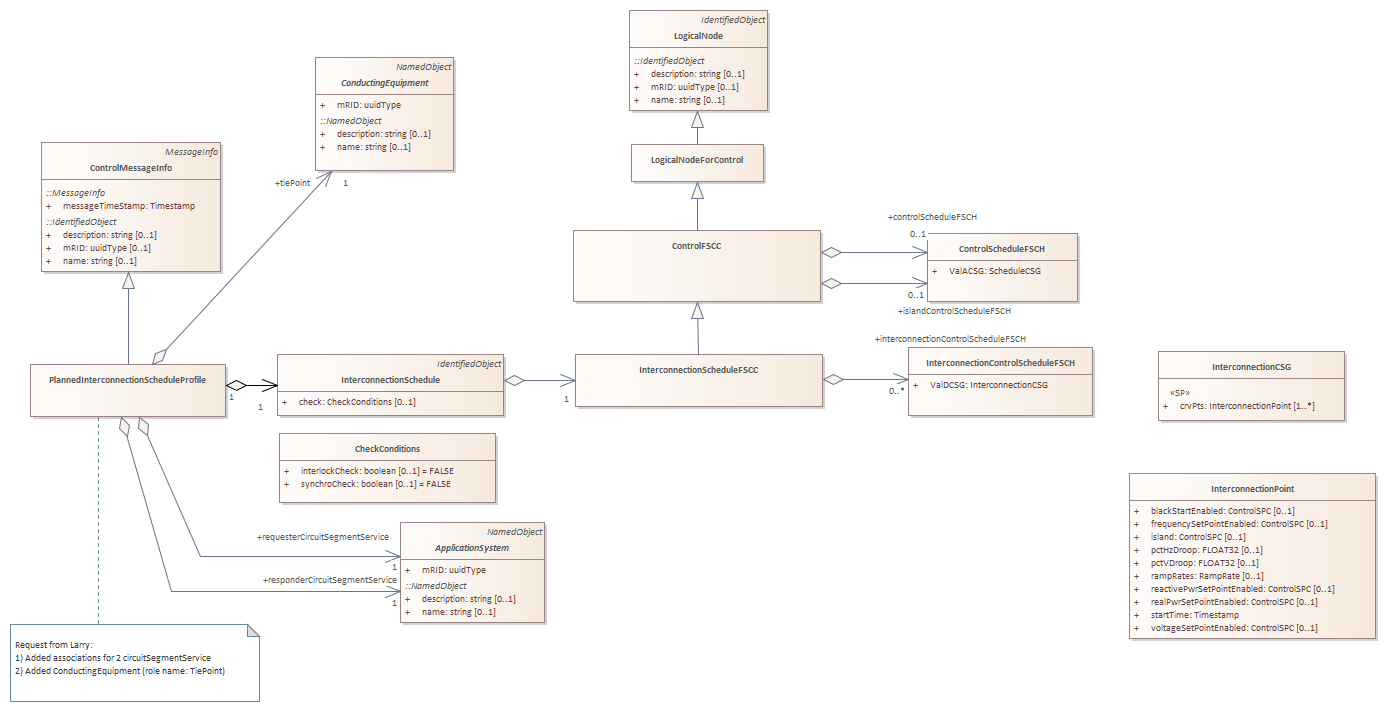 IdentifiedObject
LogicalNode
::IdentifiedObject
+ description: string [0..1]
+ mRID: uuidType [0..1]
+ name: string [0..1]
NamedObject
ConductingEquipment
+ mRID: uuidType
::NamedObject
+ description: string [0..1]
+ name: string [0..1]
MessageInfo
ControlMessageInfo
::MessageInfo
+ messageTimeStamp: Timestamp
::IdentifiedObject
+ description: string [0..1]
+ mRID: uuidType [0..1]
+ name: string [0..1]
+tiePoint
1
LogicalNodeForControl
ControlFSCC
+controlScheduleFSCH
0..1
ControlScheduleFSCH
+ ValACSG: ScheduleCSG
0..1
+islandControlScheduleFSCH
PlannedInterconnectionScheduleProfile
1
1
IdentifiedObject
InterconnectionSchedule
+ check: CheckConditions [0..1]
1
InterconnectionScheduleFSCC
+interconnectionControlScheduleFSCH
0..*
InterconnectionControlScheduleFSCH
+ ValDCSG: InterconnectionCSG
InterconnectionCSG
«SP»
+ crvPts: InterconnectionPoint [1..*]
CheckConditions
+ interlockCheck: boolean [0..1] = FALSE
+ synchroCheck: boolean [0..1] = FALSE
+requesterCircuitSegmentService
1
+responderCircuitSegmentService
1
NamedObject
ApplicationSystem
+ mRID: uuidType
::NamedObject
+ description: string [0..1]
+ name: string [0..1]
InterconnectionPoint
+ blackStartEnabled: ControlSPC [0..1]
+ frequencySetPointEnabled: ControlSPC [0..1]
+ island: ControlSPC [0..1]
+ pctHzDroop: FLOAT32 [0..1]
+ pctVDroop: FLOAT32 [0..1]
+ rampRates: RampRate [0..1]
+ reactivePwrSetPointEnabled: ControlSPC [0..1]
+ realPwrSetPointEnabled: ControlSPC [0..1]
+ startTime: Timestamp
+ voltageSetPointEnabled: ControlSPC [0..1]
Request from Larry:
1) Added associations for 2 circuitSegmentService
2) Added ConductingEquipment (role name: TiePoint)